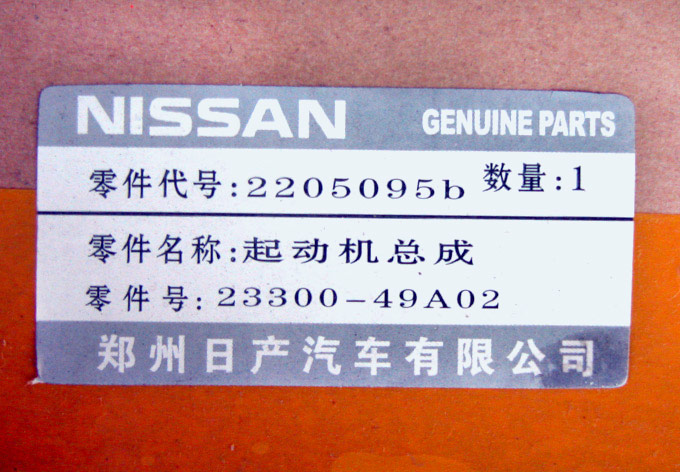 NISSAN GENUINE PARTS
零件代号:2205095b 数量:1
零件名称:起动机总成
零件号:23300-49A02
郑州日产汽车有限公司